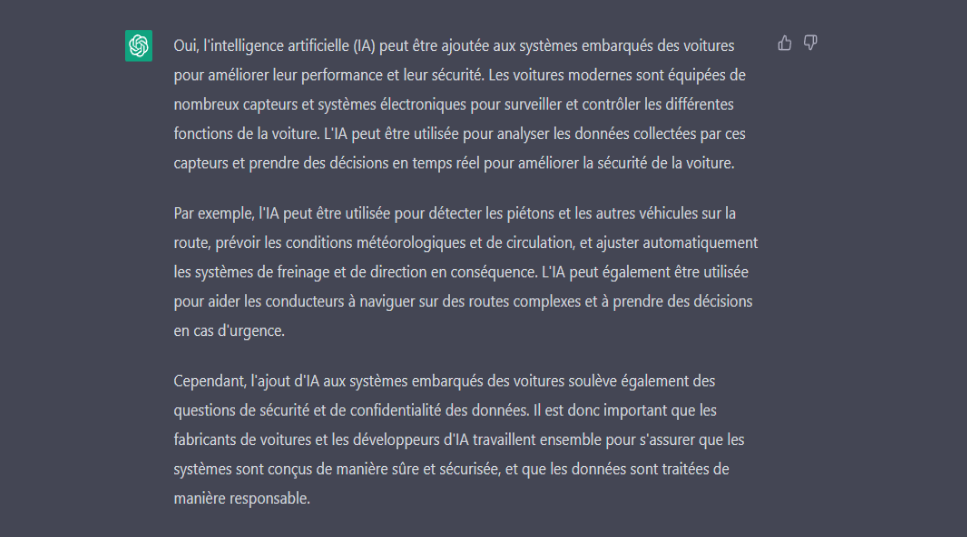 Oui, l'intelligence artificielle (IA) peut être ajoutée aux systèmes embarqués des voitures
pour améliorer leur performance et leur sécurité. Les voitures modernes sont équipées de
nombreux capteurs et systèmes électroniques pour surveiller et contrôler les différentes
fonctions de la voiture. L'IA peut être utilisée pour analyser les données collectées par ces
capteurs et prendre des décisions en temps réel pour améliorer la sécurité de la voiture.
Par exemple, l'IA peut être utilisée pour détecter les piétons et les autres véhicules sur la
route, prévoir les conditions météorologiques et de circulation, et ajuster automatiquement
les systèmes de freinage et de direction en conséquence. L'IA peut également être utilisée
pour aider les conducteurs à naviguer sur des routes complexes et à prendre des décisions
en cas d'urgence.
Cependant, l'ajout d'IA aux systèmes embarqués des voitures soulève également des
questions de sécurité et de confidentialité des données. Il est donc important que les
fabricants de voitures et les développeurs d'IA travaillent ensemble pour s'assurer que les
systèmes sont conçus de manière sûre et sécurisée, et que les données sont traitées de
manière responsable.